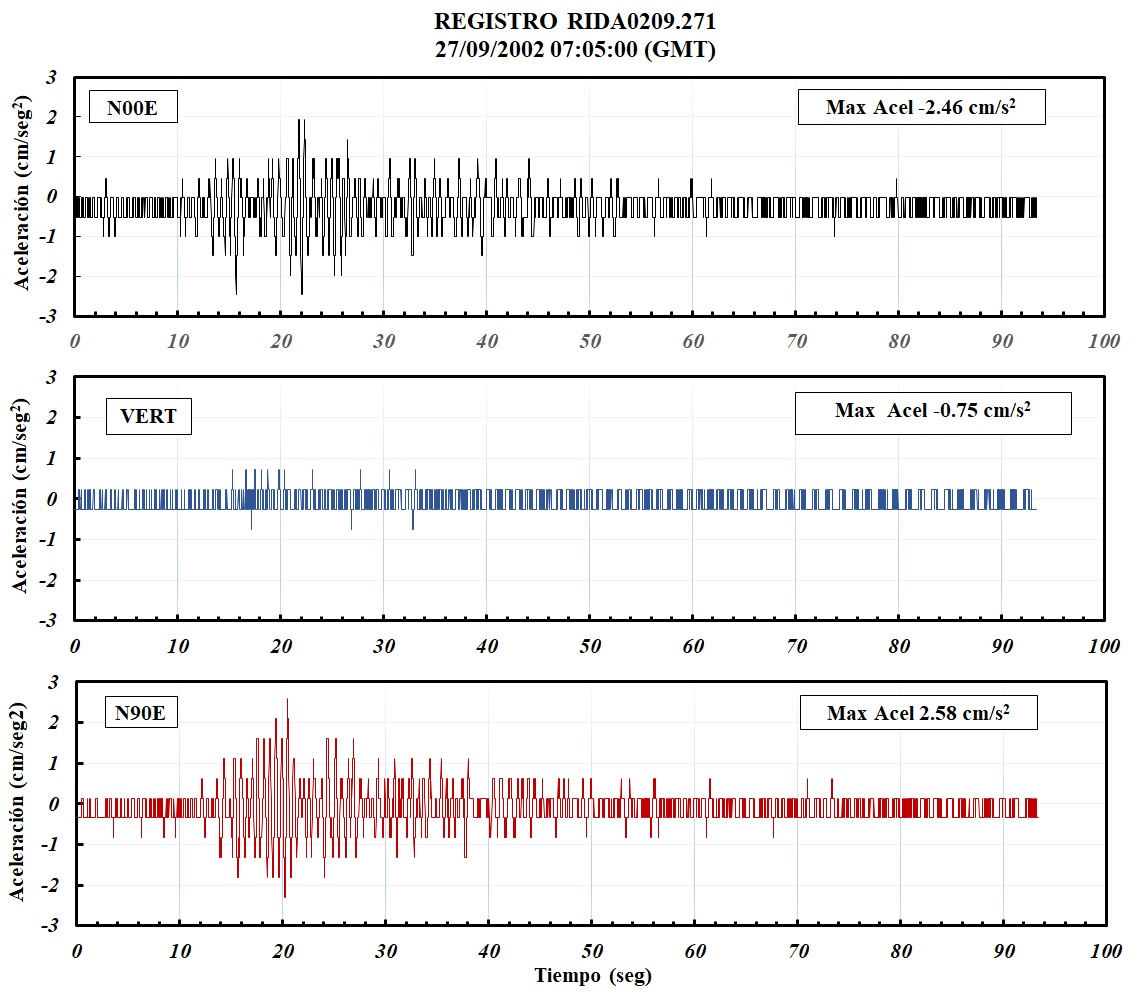 REGISTRO RIDA0209.271
27/09/2002 07:05:00 (GMT)
Aceleración (cm/seg²)
3
2
1
0
-1
-2
-3
N00E
Max Acel -2.46 cm/s²
0 10 20 30 40 50 60 70 80 90 100
Aceleración (cm/seg²)
3
2
1
0
-1
-2
-3
VERT
Max Acel -0.75 cm/s²
0 10 20 30 40 50 60 70 80 90 100
Aceleración (cm/seg2)
3
2
1
0
-1
-2
-3
N90E
Max Acel 2.58 cm/s²
0 10 20 30 40 50 60 70 80 90 100
Tiempo (seg)